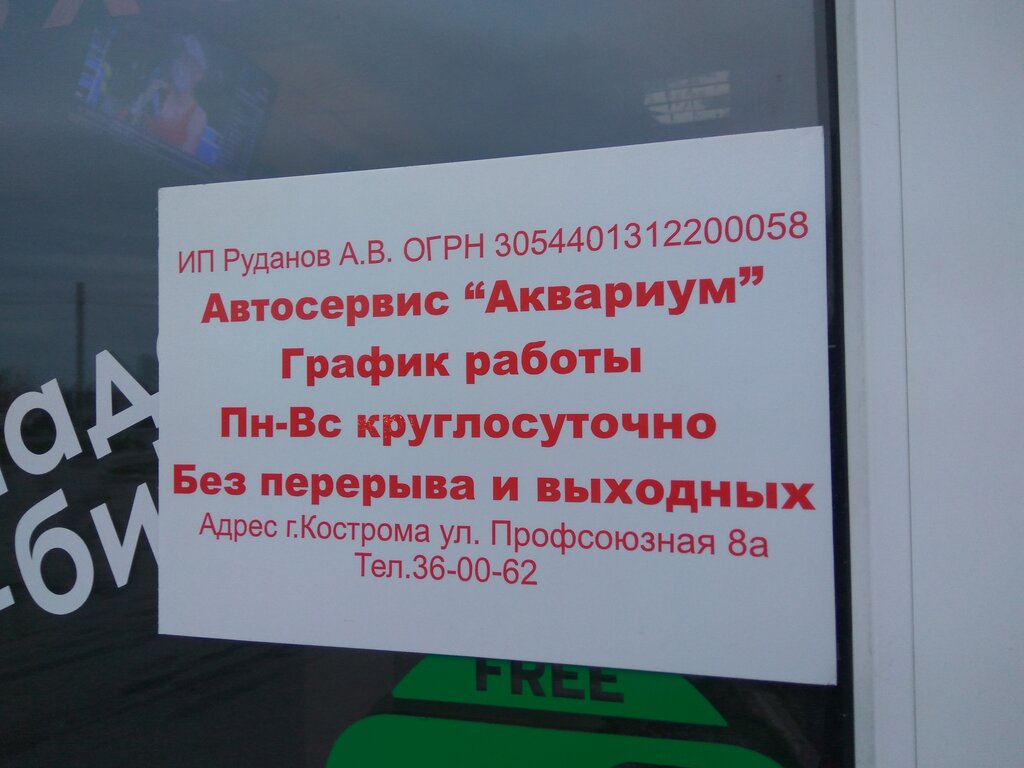 ИП Руданов А.В. ОГРН 3054401312200058
Автосервис “Аквариум”
График работы
Пн-Вс круглосуточно
Без перерыва и выходных
Адрес г.Кострома ул. Профсоюзная 8а
Тел.36-00-62
FREE